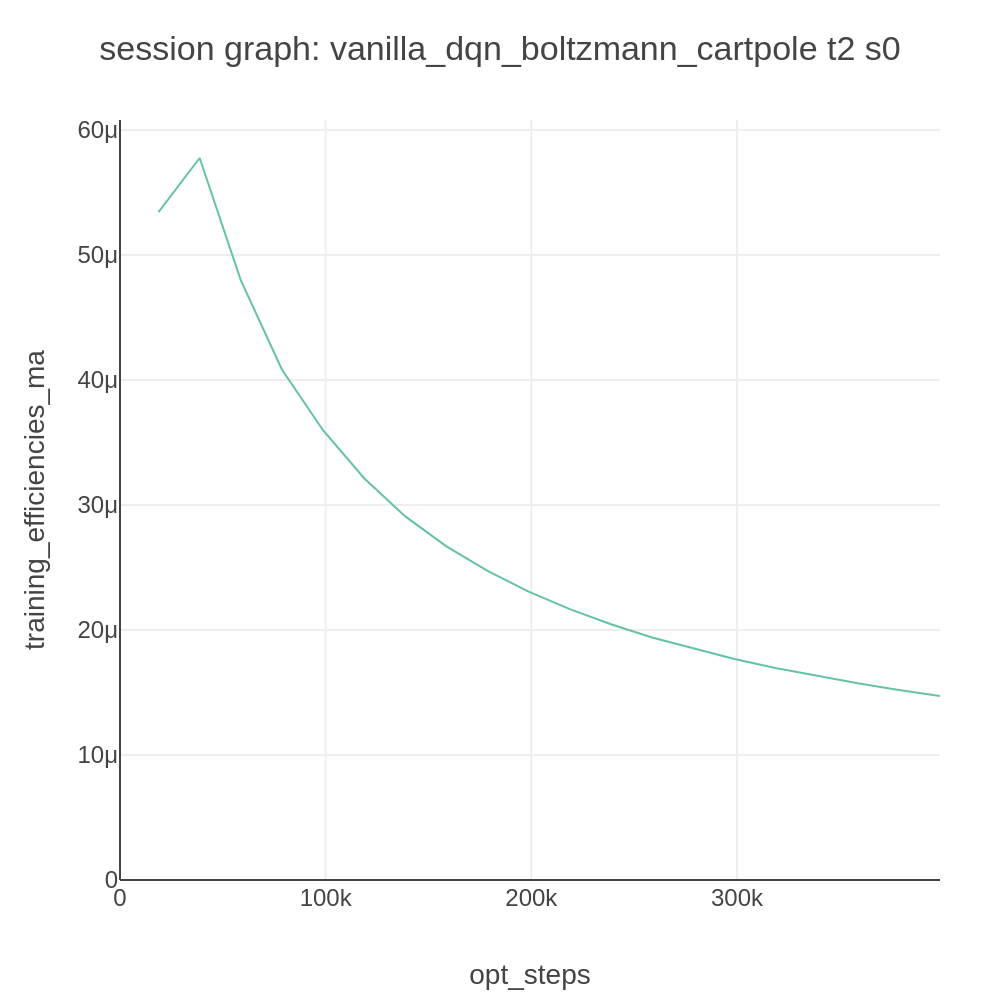 session graph: vanilla_dqn_boltzmann_cartpole t2 s0
60μ
50μ
40μ
30μ
20μ
10μ
0
training_efficiencies_ma
0 100k 200k 300k
opt_steps